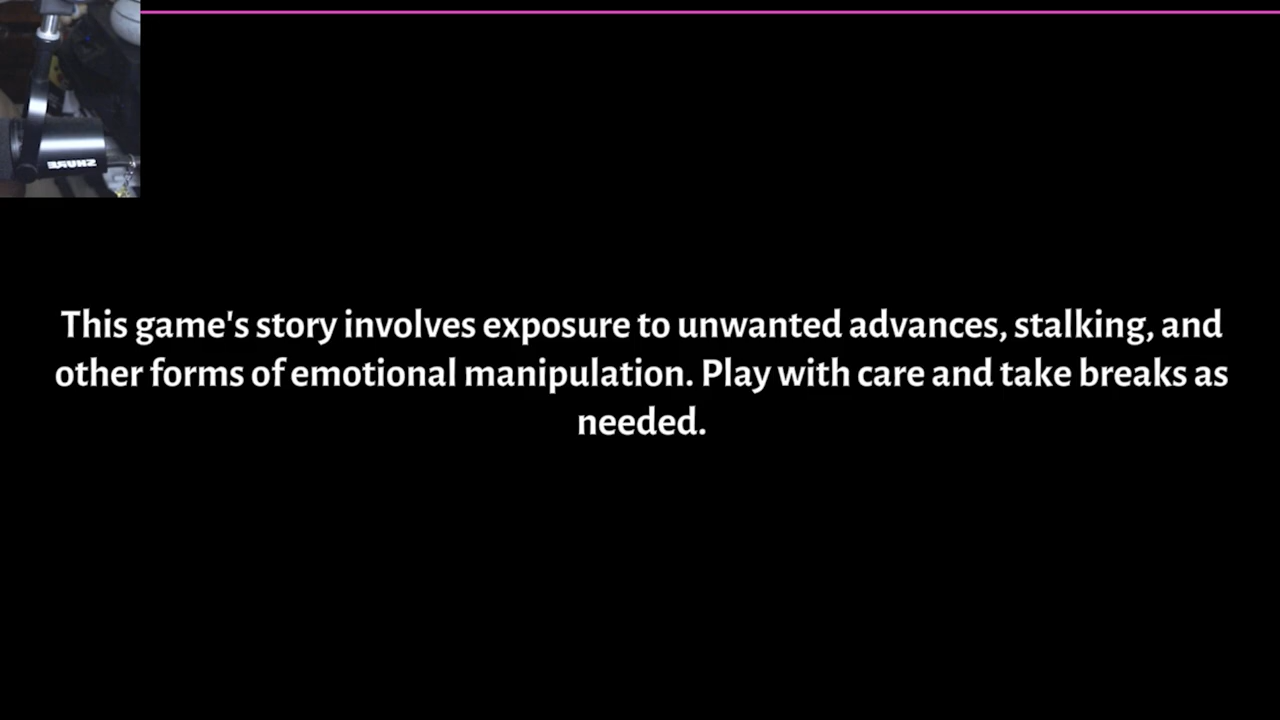 SHURE
This game's story involves exposure to unwanted advances, stalking, and
other forms of emotional manipulation. Play with care and take breaks as
needed.